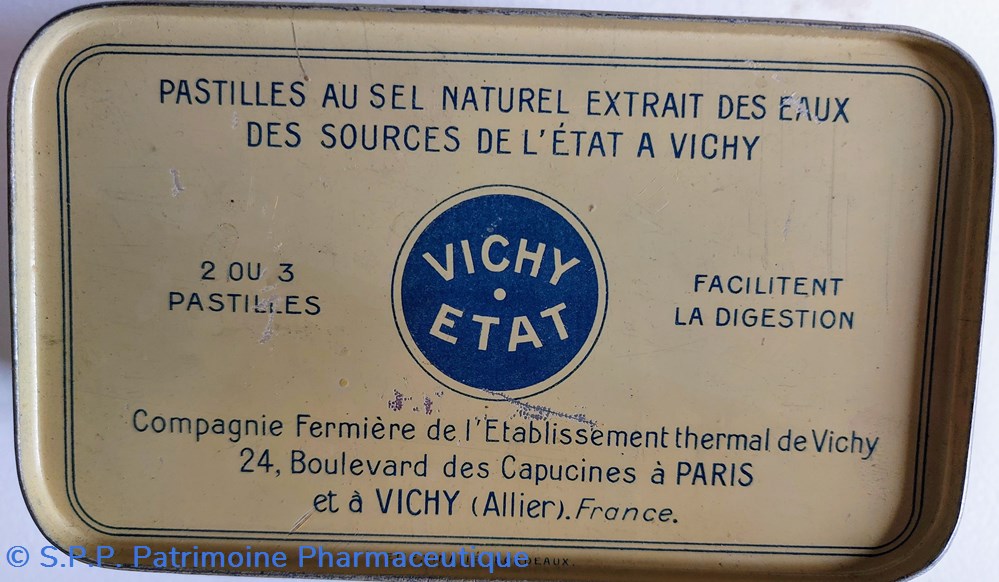 PASTILLES AU SEL NATUREL EXTRAIT DES EAUX
DES SOURCES DE L'ÉTAT A VICHY
2 OU 3
PASTILLES
VICHY
ETAT
FACILITENT
LA DIGESTION
Compagnie Fermière de l'Etablissement thermal de Vichy
24, Boulevard des Capucines à PARIS
et à VICHY (Allier). France.
© S.P.P. Patrimoine Pharmaceutique